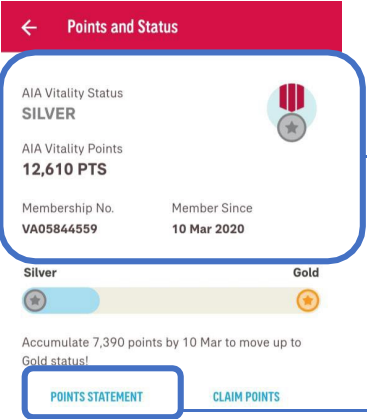 Points and Status
AIA Vitality Status
SILVER
AIA Vitality Points
12,610 PTS
Membership No. Member Since
VA05844559 10 Mar 2020
Silver Gold
Accumulate 7,390 points by 10 Mar to move up to
Gold status!
POINTS STATEMENT CLAIM POINTS